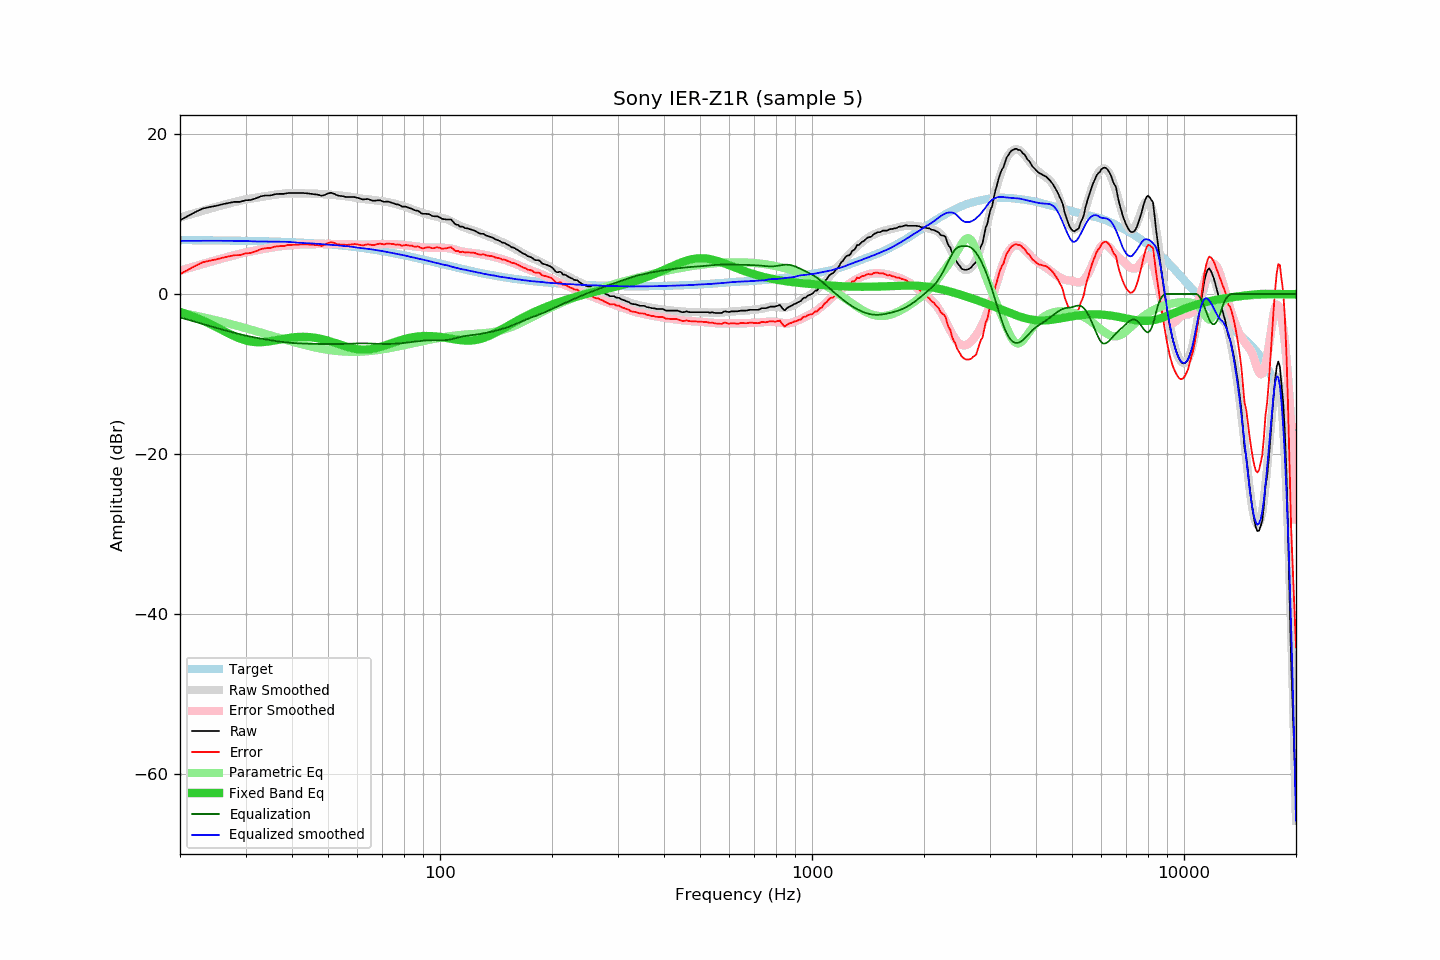 Sony IER-Z1R (sample 5)
20
0
−20
−40
−60
Amplitude (dBr)
Target
Raw Smoothed
Error Smoothed
Raw
Error
Parametric Eq
Fixed Band Eq
Equalization
Equalized smoothed
100
1000
10000
Frequency (Hz)